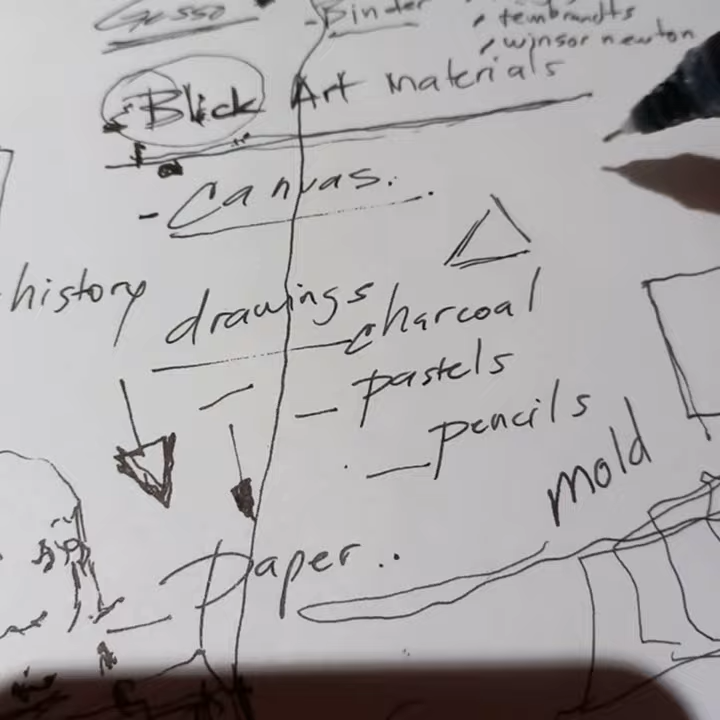 Gesso
- Binder
, rembrandts
, winsor newton
Blick Art materials
- Canvas.
history
drawings
- charcoal
- pastels
- pencils
mold
- paper..